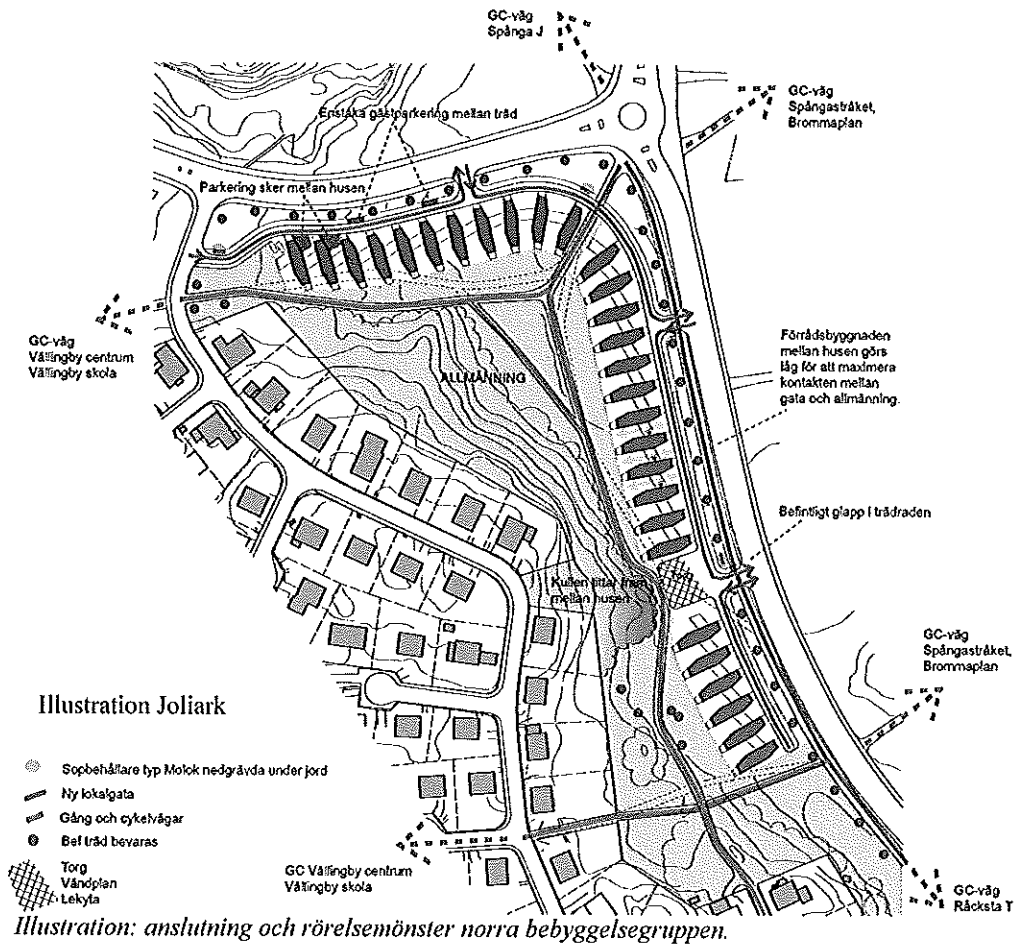 GC-väg
Spånga J
GC-väg
Spångastråket,
Brommaplan
Enstaka gästparkering mellan träd
Parkering sker mellan husen
GC-väg
Vällingby centrum
Vällingby skola
ALLMÄNNING
Förrådsbyggnaden
mellan husen görs
låg för att maximera
kontakten mellan
gata och allmänning.
Befintligt glapp i trädraden
Kullen tittar fram
mellan husen
GC-väg
Spångastråket,
Brommaplan
Illustration Joliark
Sopbehållare typ Molok nedgrävda under jord
Ny lokalgata
Gång och cykelvägar
Bef träd bevaras
Torg
Vändplan
Lekyta
GC Vällingby centrum
Vällingby skola
GC-väg
Råcksta T
Illustration: anslutning och rörelsemönster norra bebyggelsegruppen.